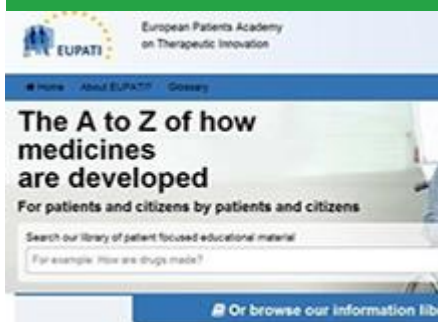 EUPATI
European Patients Academy
on Therapeutic Innovation
Home About EUPATI? Glossary
The A to Z of how
medicines
are developed
For patients and citizens by patients and citizens
Search our library of patient focused educational material
For example: How are drugs made?
Or browse our information lib